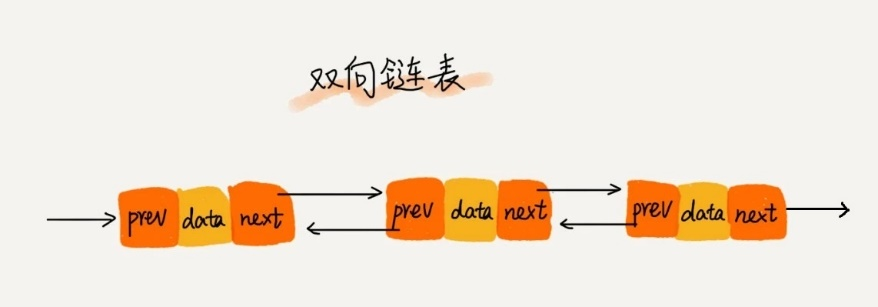 双向链表
prev data next prev data next prev data next